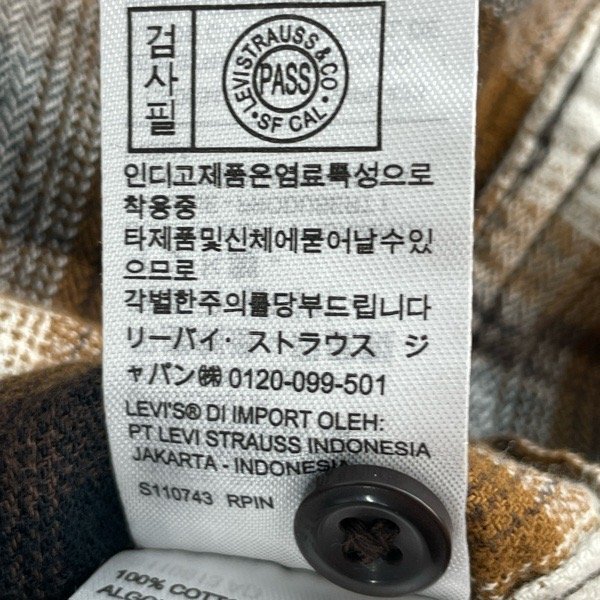 검
사
필
LEVI STRAUSS & CO
PASS
SF CAL
인디고제품은염료특성으로
착용중
타제품및신체에묻어날수있
으므로
각별한주의를당부드립니다
リーバイ・ストラウス ジ
ャパン㈱ 0120-099-501
LEVI'S® DI IMPORT OLEH:
PT LEVI STRAUSS INDONESIA
JAKARTA - INDONESIA
S110743 RPIN
100%